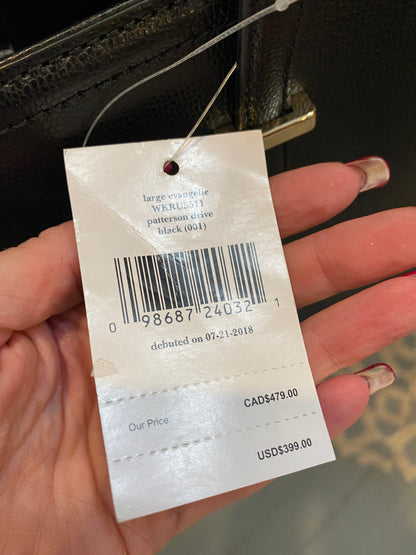 large evangelie
WKRU5511
patterson drive
black (001)
0 98687 24032 1
debuted on 07-21-2018
CAD$479.00
Our Price
USD$399.00